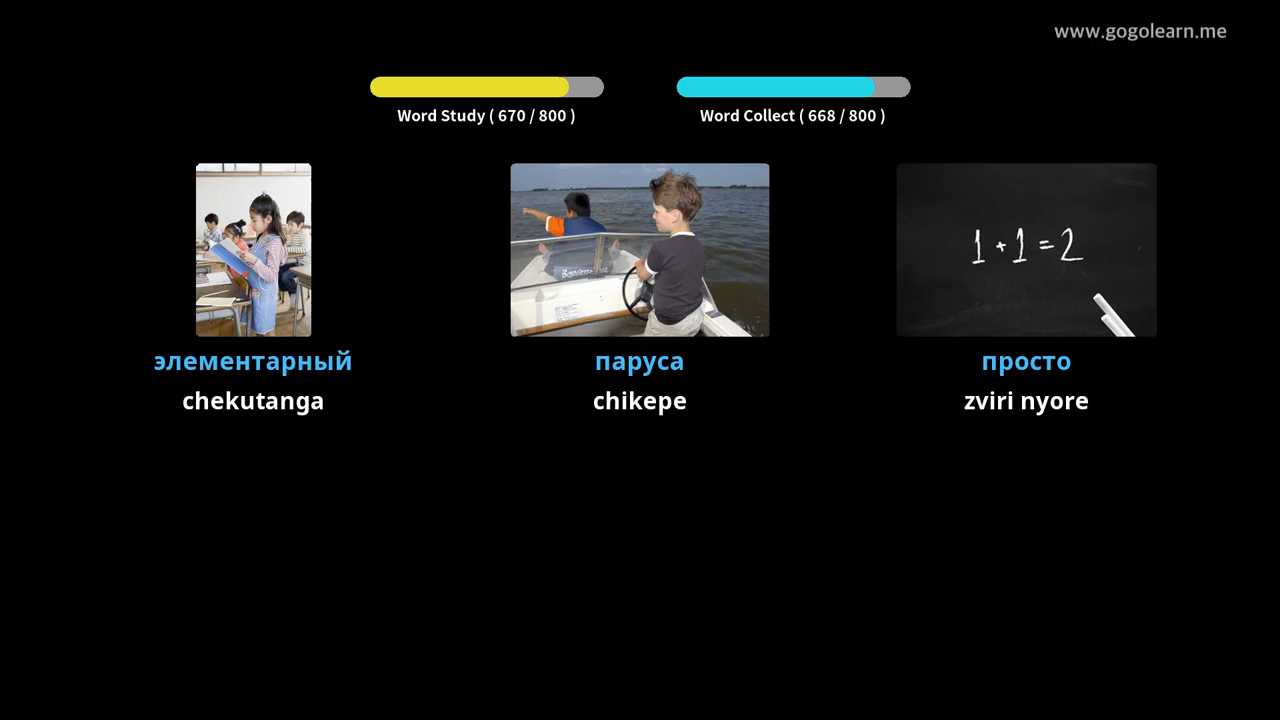 www.gogolearn.me
Word Study ( 670 / 800 )
Word Collect ( 668 / 800 )
1 + 1 = 2
элементарный
паруса
просто
chekutanga
chikepe
zviri nyore